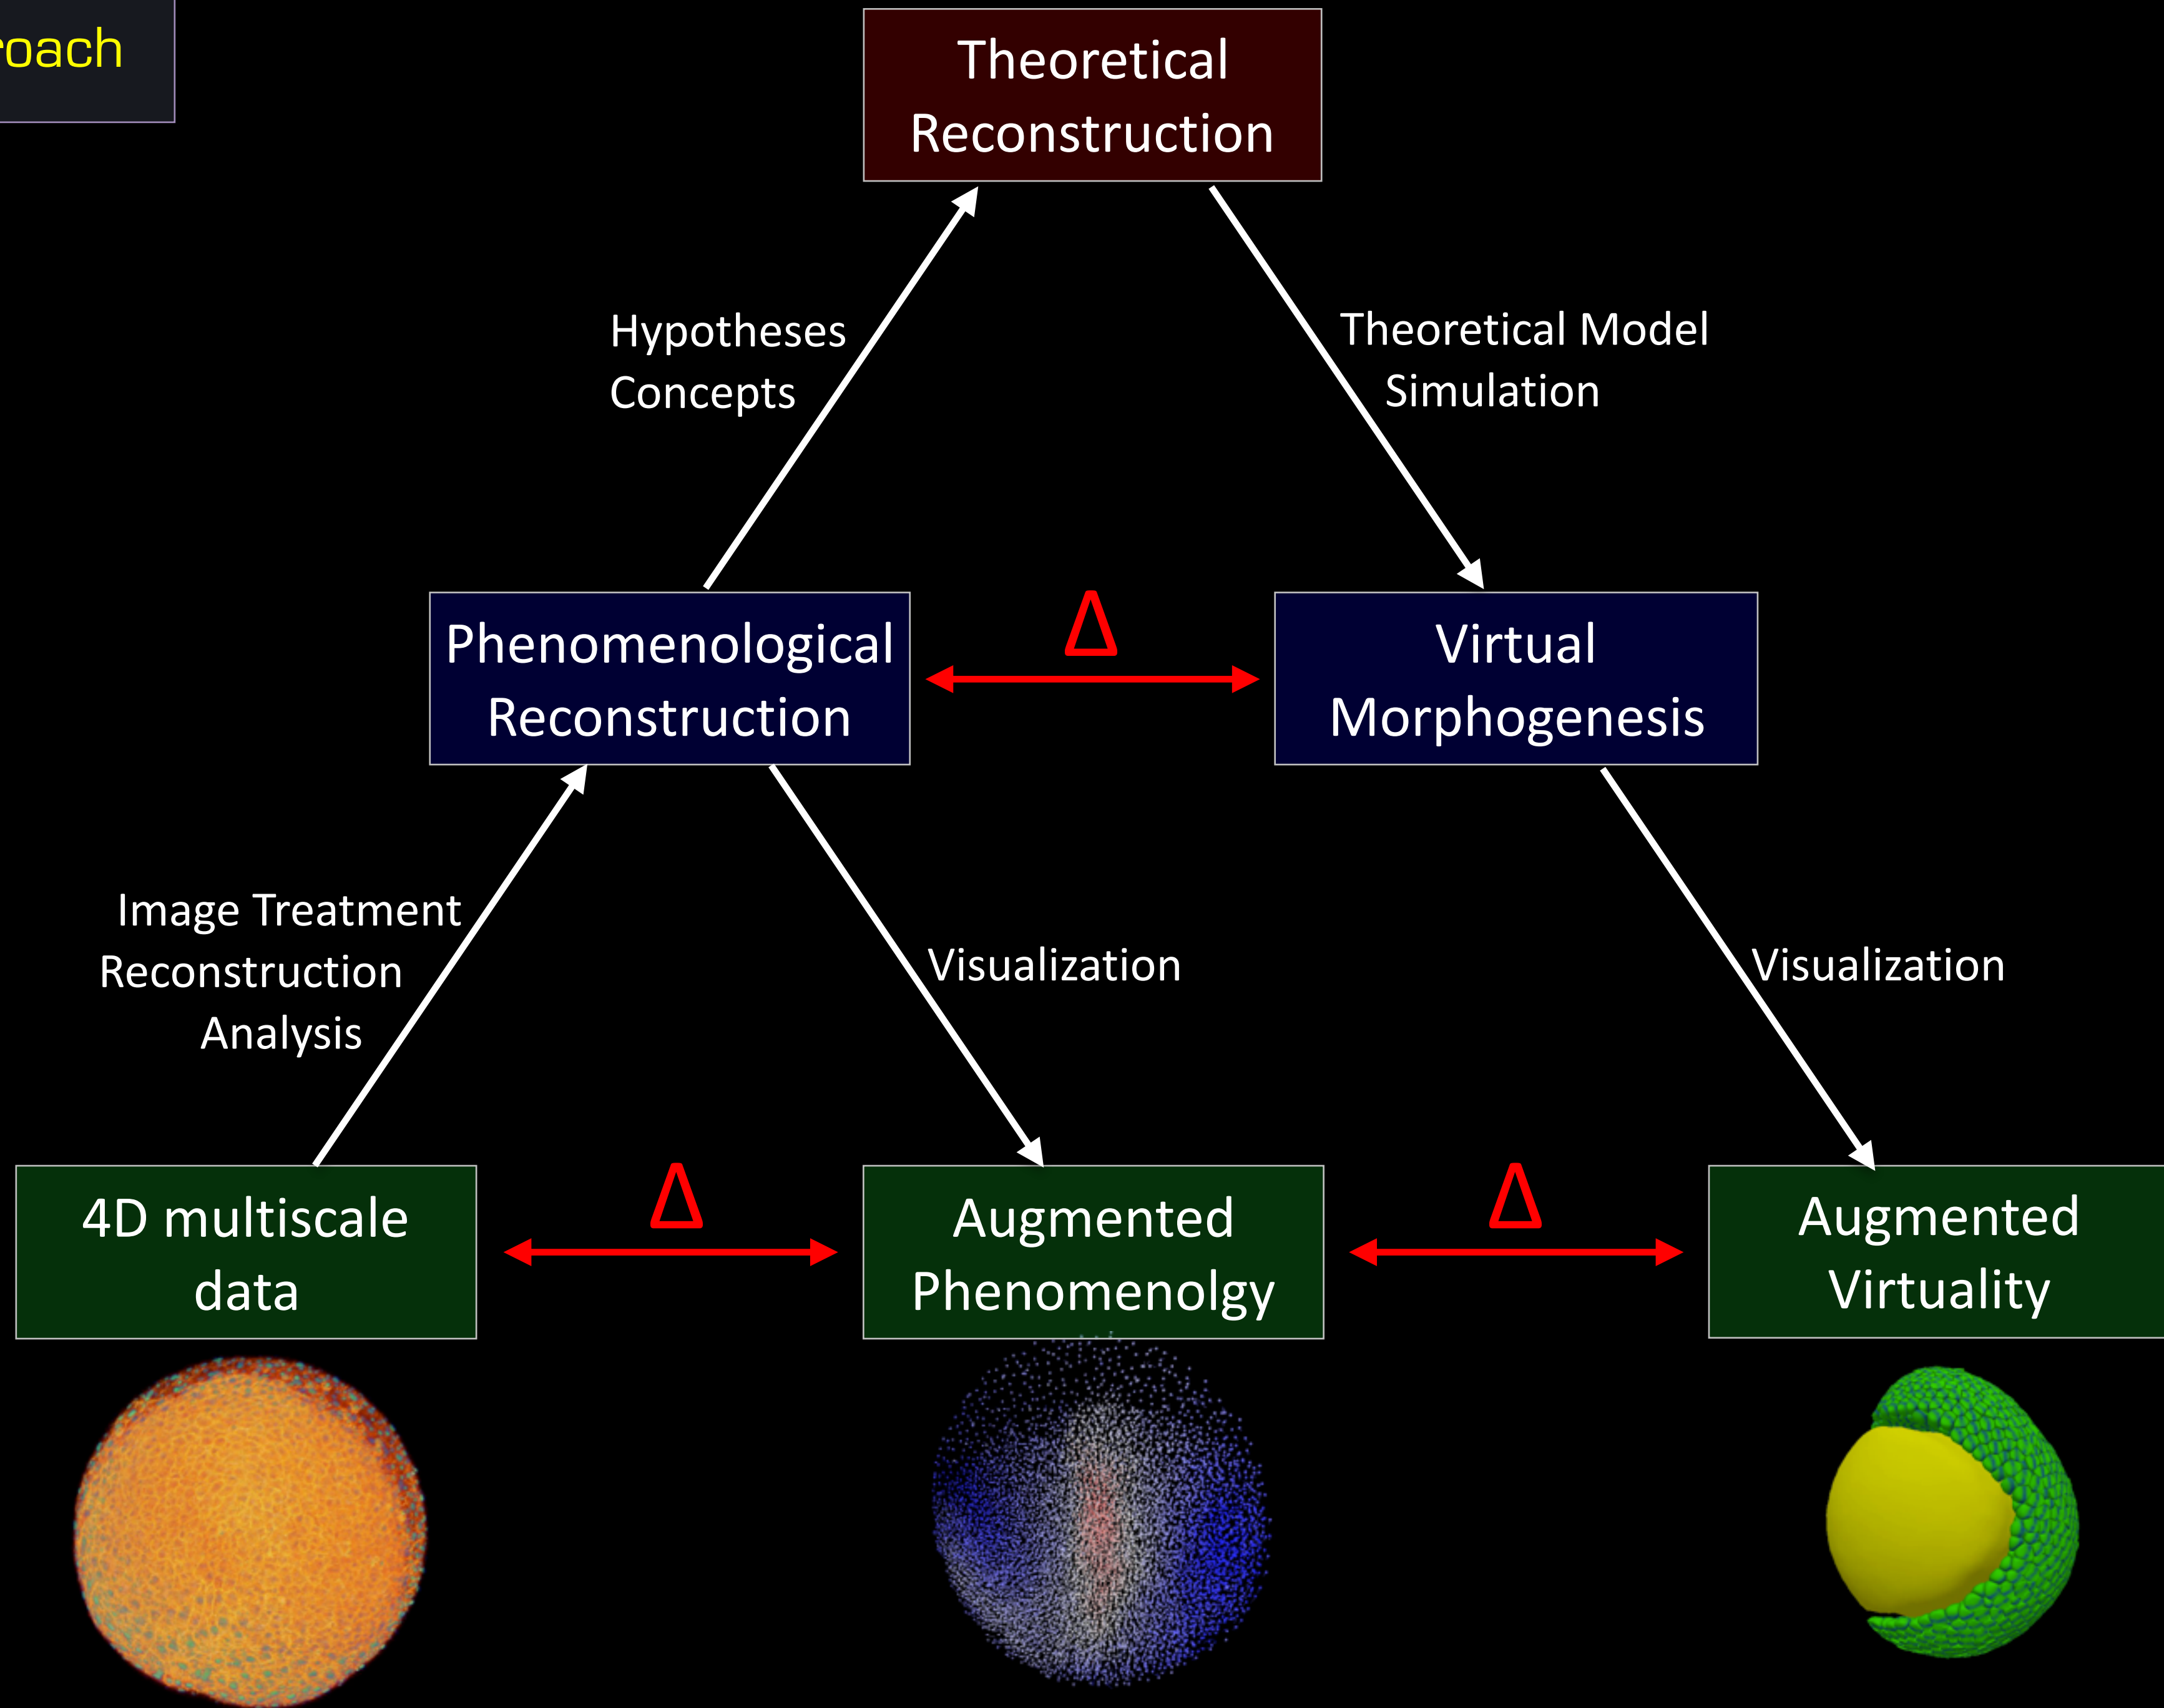 roach
Theoretical
Reconstruction
Hypotheses
Concepts
Theoretical Model
Simulation
Phenomenological
Reconstruction
Δ
Virtual
Morphogenesis
Image Treatment
Reconstruction
Analysis
Visualization
Visualization
4D multiscale
data
Δ
Augmented
Phenomenolgy
Δ
Augmented
Virtuality